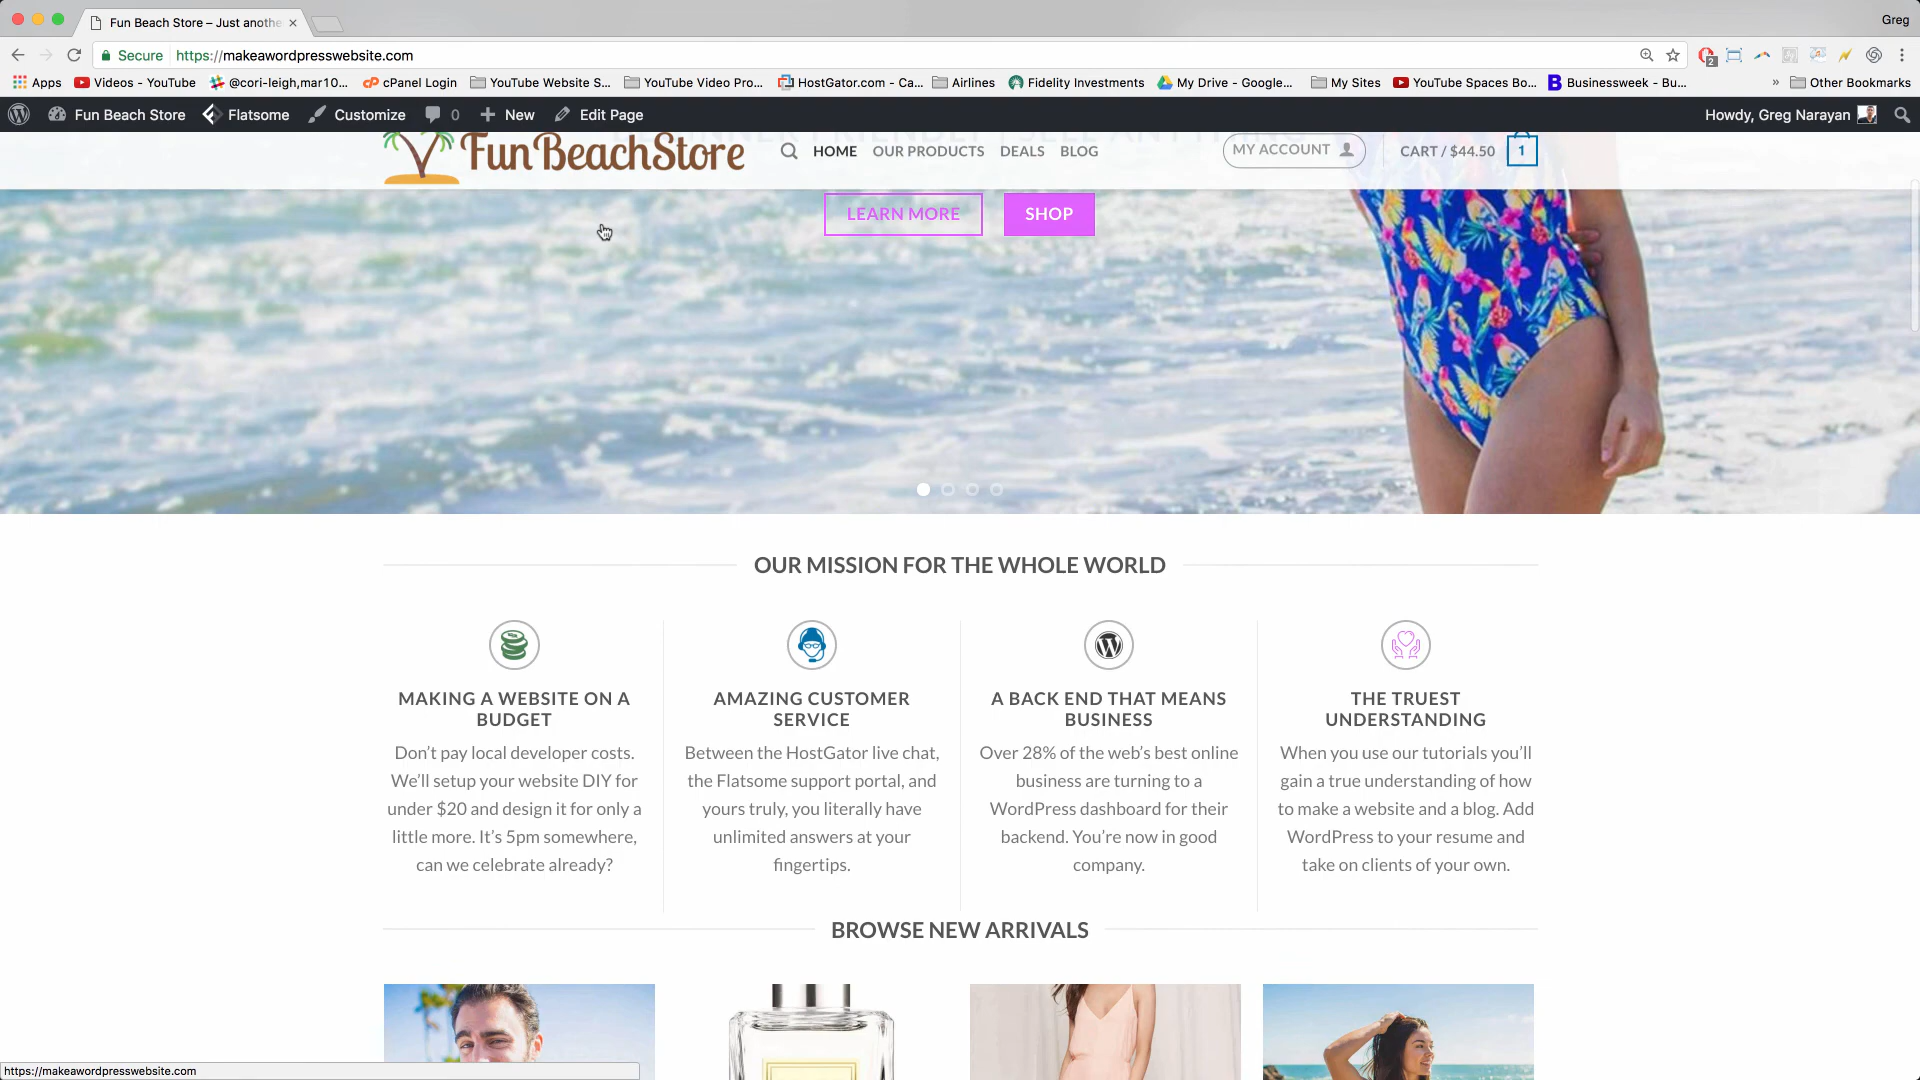 Fun Beach Store – Just anothe
Greg
Secure https://makeawordpresswebsite.com
2
Apps Videos - YouTube @cori-leigh,mar10... cPanel Login YouTube Website S... YouTube Video Pro... HostGator.com - Ca... Airlines Fidelity Investments My Drive - Google... My Sites YouTube Spaces Bo... Businessweek - Bu... » Other Bookmarks
Fun Beach Store Flatsome Customize 0 New Edit Page Howdy, Greg Narayan
Fun Beach Store HOME OUR PRODUCTS DEALS BLOG MY ACCOUNT CART / $44.50 1
LEARN MORE SHOP
OUR MISSION FOR THE WHOLE WORLD
MAKING A WEBSITE ON A
BUDGET
Don't pay local developer costs.
We'll setup your website DIY for
under $20 and design it for only a
little more. It's 5pm somewhere,
can we celebrate already?
AMAZING CUSTOMER
SERVICE
Between the HostGator live chat,
the Flatsome support portal, and
yours truly, you literally have
unlimited answers at your
fingertips.
A BACK END THAT MEANS
BUSINESS
Over 28% of the web's best online
business are turning to a
WordPress dashboard for their
backend. You're now in good
company.
THE TRUEST
UNDERSTANDING
When you use our tutorials you'll
gain a true understanding of how
to make a website and a blog. Add
WordPress to your resume and
take on clients of your own.
BROWSE NEW ARRIVALS
https://makeawordpresswebsite.com